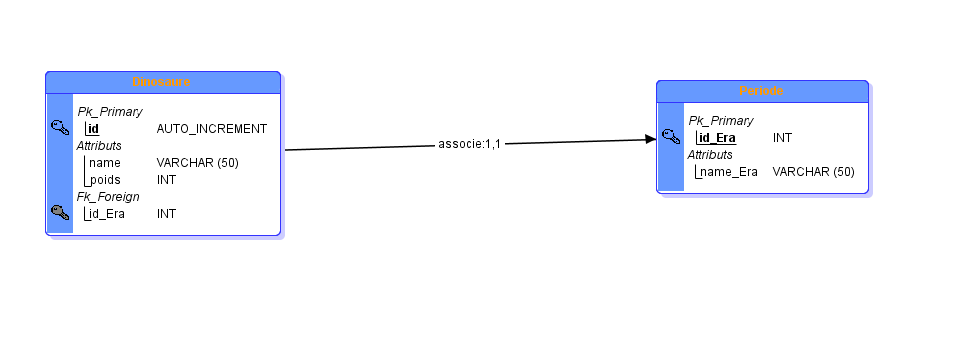 Dinosaure
Pk_Primary
id AUTO_INCREMENT
Attributs
name VARCHAR (50)
poids INT
Fk_Foreign
id_Era INT
associe:1,1
Periode
Pk_Primary
id_Era INT
Attributs
name_Era VARCHAR (50)